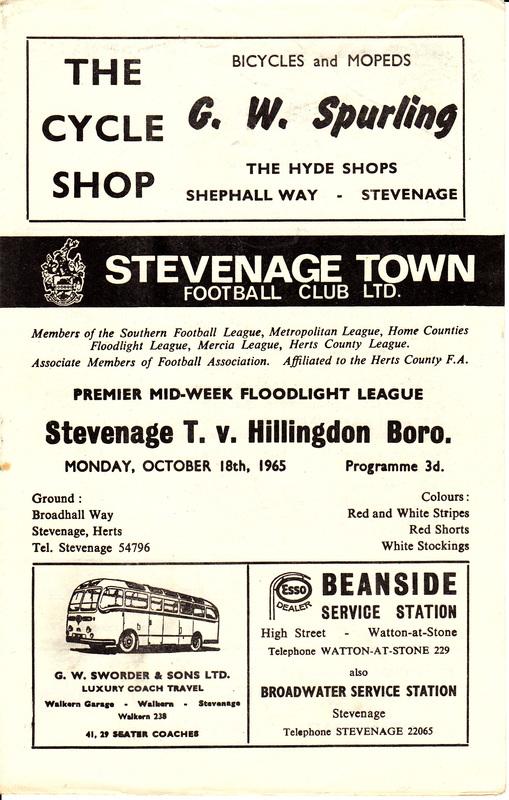 THE
CYCLE
SHOP
BICYCLES and MOPEDS
G. W. Spurling
THE HYDE SHOPS
SHEPHALL WAY - STEVENAGE
STEVENAGE TOWN
FOOTBALL CLUB LTD.
Members of the Southern Football League, Metropolitan League, Home Counties
Floodlight League, Mercia League, Herts County League.
Associate Members of Football Association. Affiliated to the Herts County F.A.
PREMIER MID-WEEK FLOODLIGHT LEAGUE
Stevenage T. v. Hillingdon Boro.
MONDAY, OCTOBER 18th, 1965 Programme 3d.
Ground :
Broadhall Way
Stevenage, Herts
Tel. Stevenage 54796
Colours :
Red and White Stripes
Red Shorts
White Stockings
G. W. SWORDER & SONS LTD.
LUXURY COACH TRAVEL
Walkern Garage - Walkern - Stevenage
Walkern 238
41, 29 SEATER COACHES
Esso
DEALER
BEANSIDE
SERVICE STATION
High Street - Watton-at-Stone
Telephone WATTON-AT-STONE 229
also
BROADWATER SERVICE STATION
Stevenage
Telephone STEVENAGE 22065